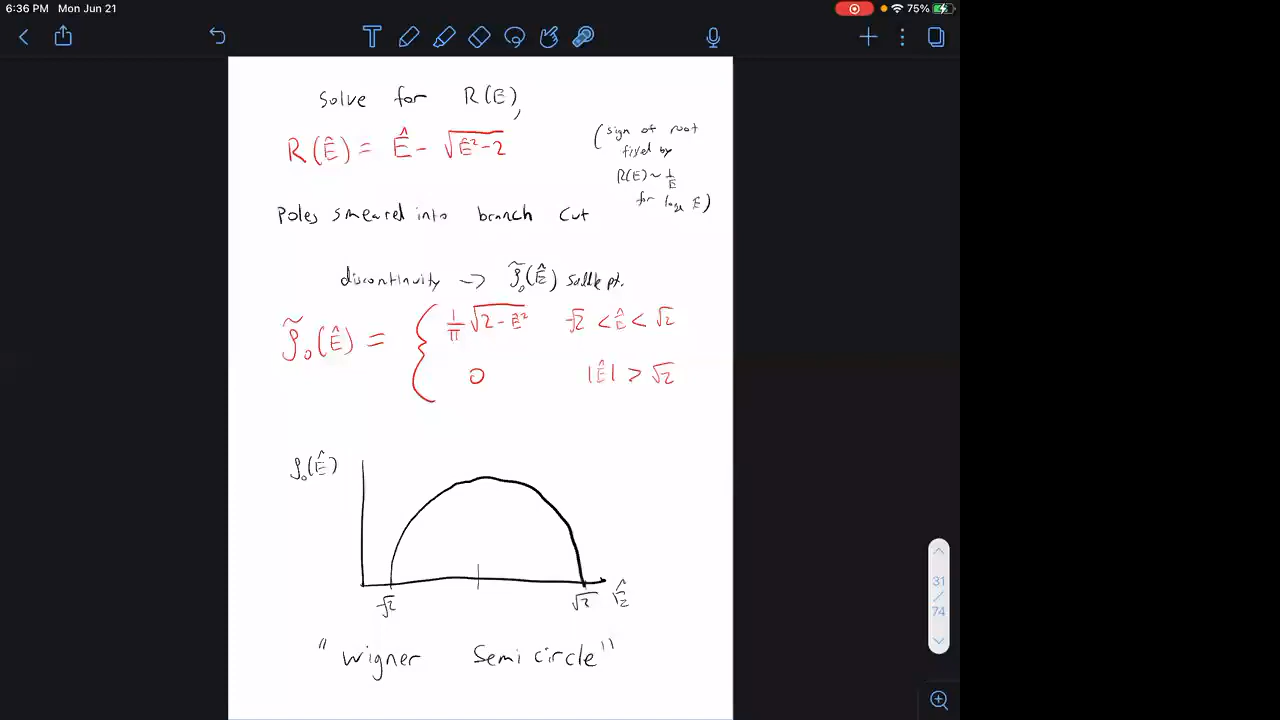 6:36 PM Mon Jun 21
75%
T
Solve for R(E),
R(Ê) = Ê - √(Ê² - 2)
(sign of root
fixed by
R(E) ~ 1/E
for large E)
Poles smeared into branch cut
discontinuity → ρ̃₀(Ê) saddle pt.
ρ̃₀(Ê) = { 1/π √(2 - Ê²) -√2 < Ê < √2
0 |Ê| > √2
ρ₀(Ê)
-√2 √2 Ê
"Wigner Semi circle"
31
/
74